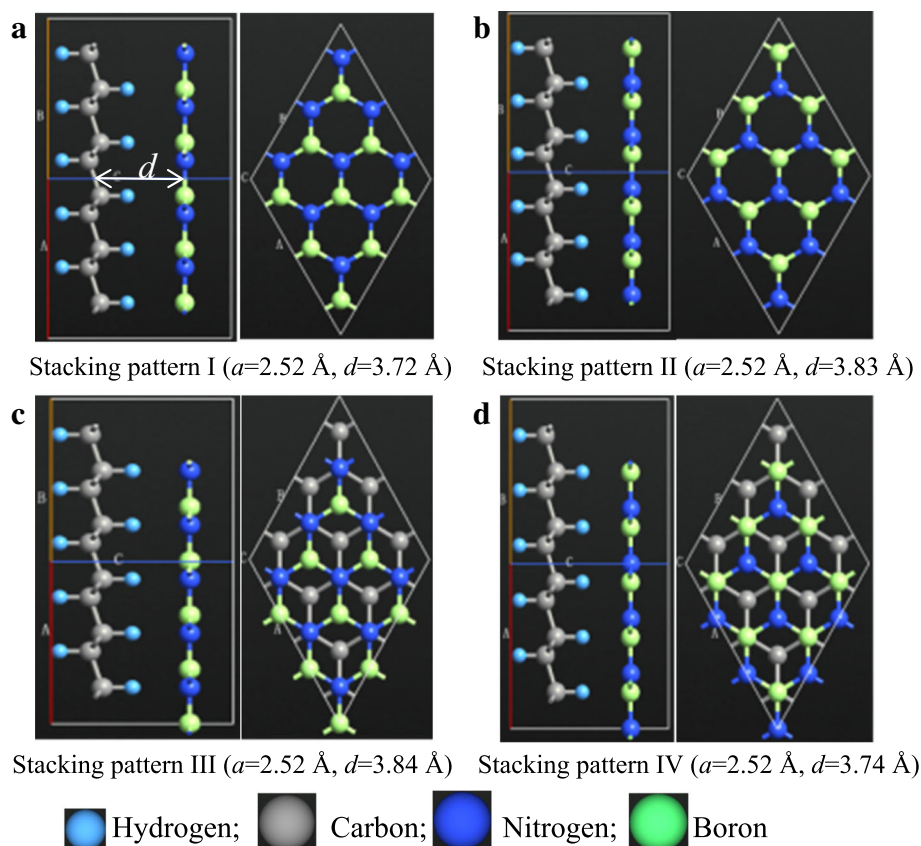 a
b
B
A
C
d
B
C
A
B
A
C
B
C
A
Stacking pattern I (a=2.52 Å, d=3.72 Å)
Stacking pattern II (a=2.52 Å, d=3.83 Å)
c
d
B
A
C
B
C
A
B
A
C
B
C
A
Stacking pattern III (a=2.52 Å, d=3.84 Å)
Stacking pattern IV (a=2.52 Å, d=3.74 Å)
Hydrogen; Carbon; Nitrogen; Boron